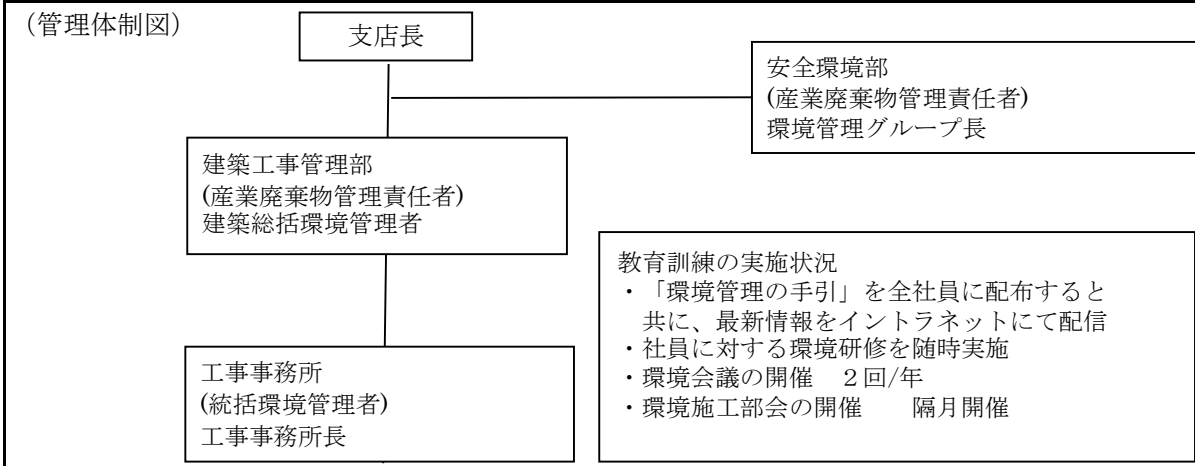 （管理体制図）
支店長
安全環境部
(産業廃棄物管理責任者)
環境管理グループ長
建築工事管理部
(産業廃棄物管理責任者)
建築総括環境管理者
教育訓練の実施状況
・「環境管理の手引」を全社員に配布すると
共に、最新情報をイントラネットにて配信
・社員に対する環境研修を随時実施
・環境会議の開催　２回/年
・環境施工部会の開催　　隔月開催
工事事務所
(統括環境管理者)
工事事務所長